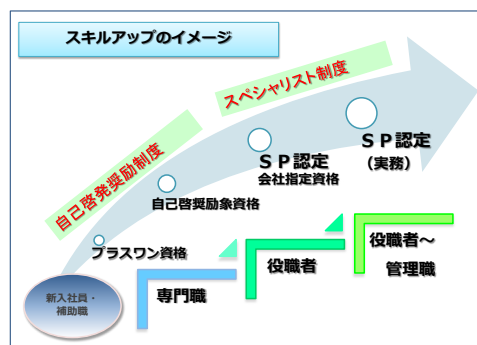 スキルアップのイメージ
スペシャリスト制度
自己啓発奨励制度
ＳＰ認定
（実務）
ＳＰ認定
会社指定資格
自己啓奨励象資格
プラスワン資格
役職者～
管理職
役職者
専門職
新入社員・
補助職